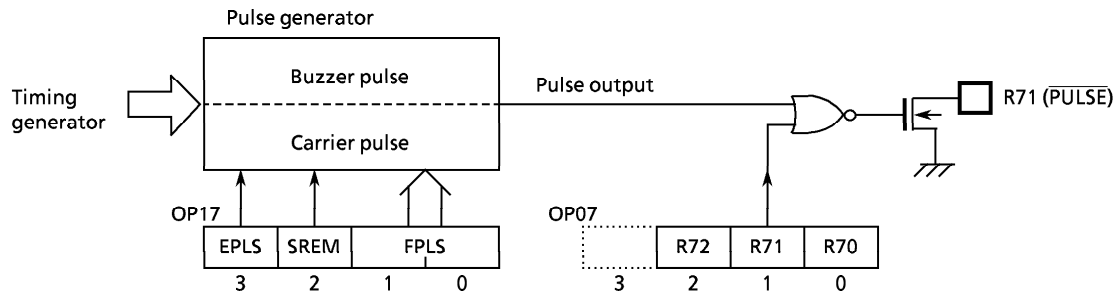 Pulse generator
Buzzer pulse
Timing
generator
Pulse output
R71 (PULSE)
Carrier pulse
OP17
OP07
EPLS SREM FPLS
R72 R71 R70
3 2 1 0
3 2 1 0